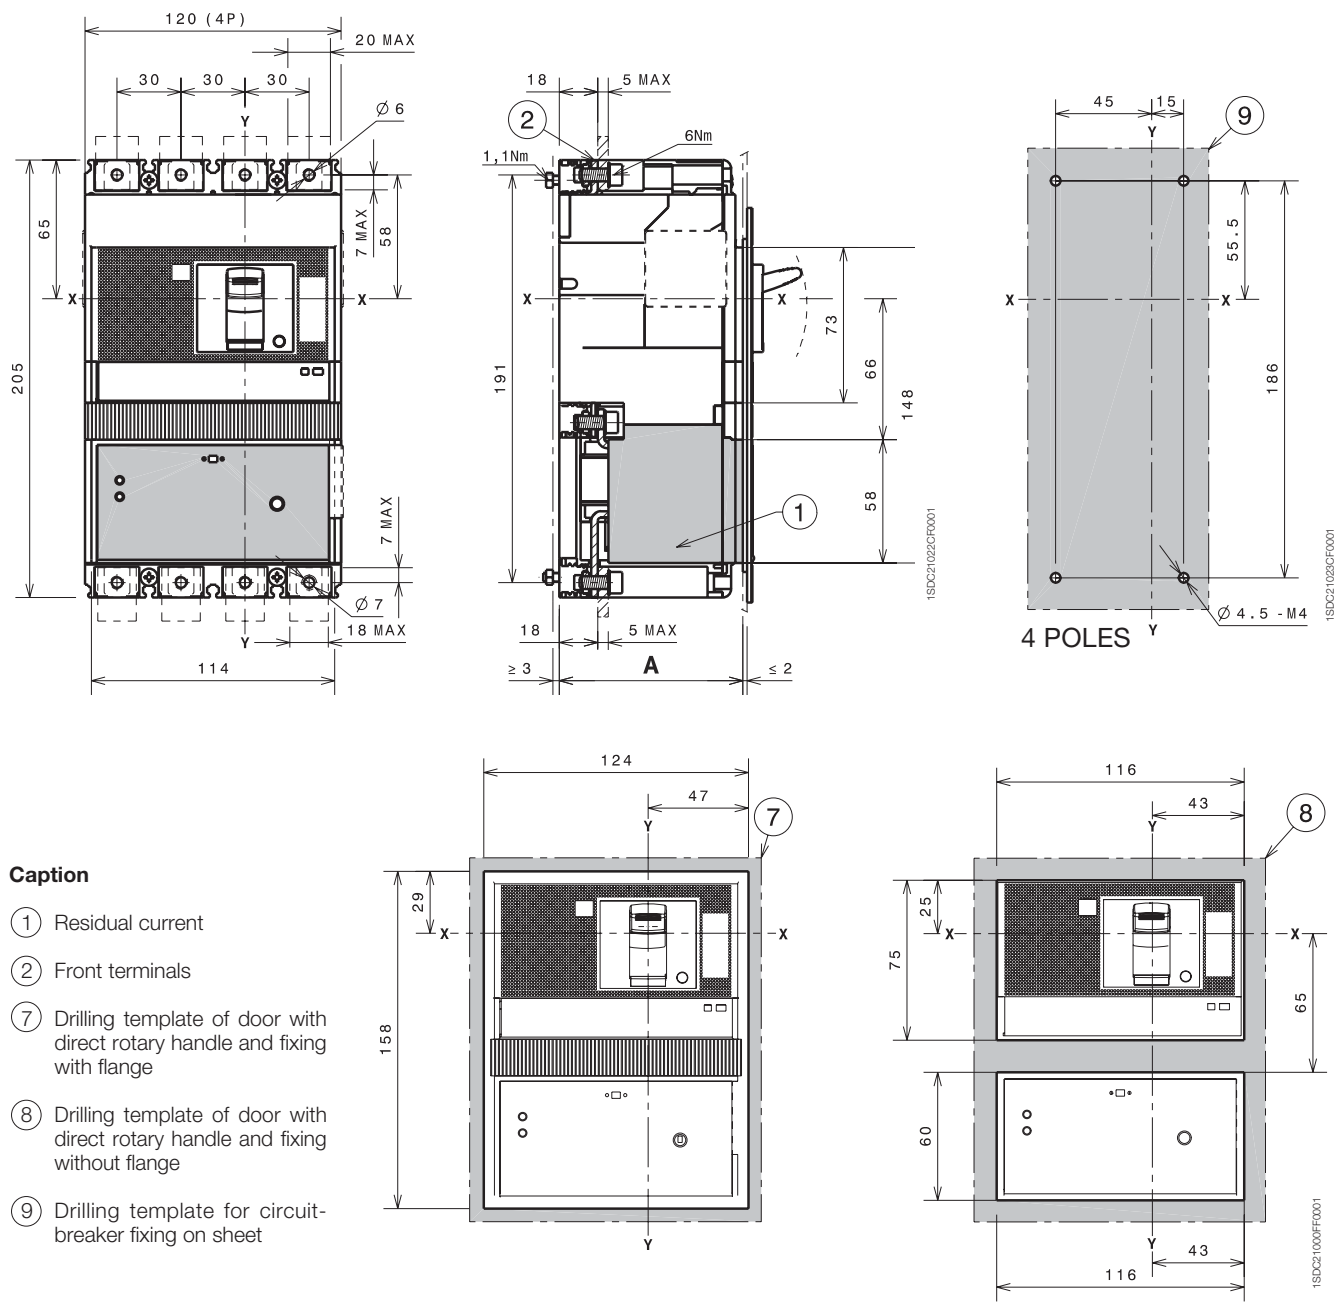 120 (4P)
20 MAX
30
30
30
Y
Ø 6
65
7 MAX
58
X
X
205
7 MAX
Ø 7
Y
18 MAX
114
18
5 MAX
2
6Nm
1,1Nm
X
X
191
73
66
148
58
1
18
5 MAX
≥ 3
A
≤ 2
1SDC21022CF0001
45
15
9
Y
55.5
X
X
186
Ø 4.5 -M4
4 POLES
Y
1SDC21023CF0001
124
47
7
Y
29
X
X
158
Y
116
43
8
Y
25
X
X
75
65
60
Y
43
116
1SDC21000FF0001
Caption
1 Residual current
2 Front terminals
7 Drilling template of door with
direct rotary handle and fixing
with flange
8 Drilling template of door with
direct rotary handle and fixing
without flange
9 Drilling template for circuit-
breaker fixing on sheet